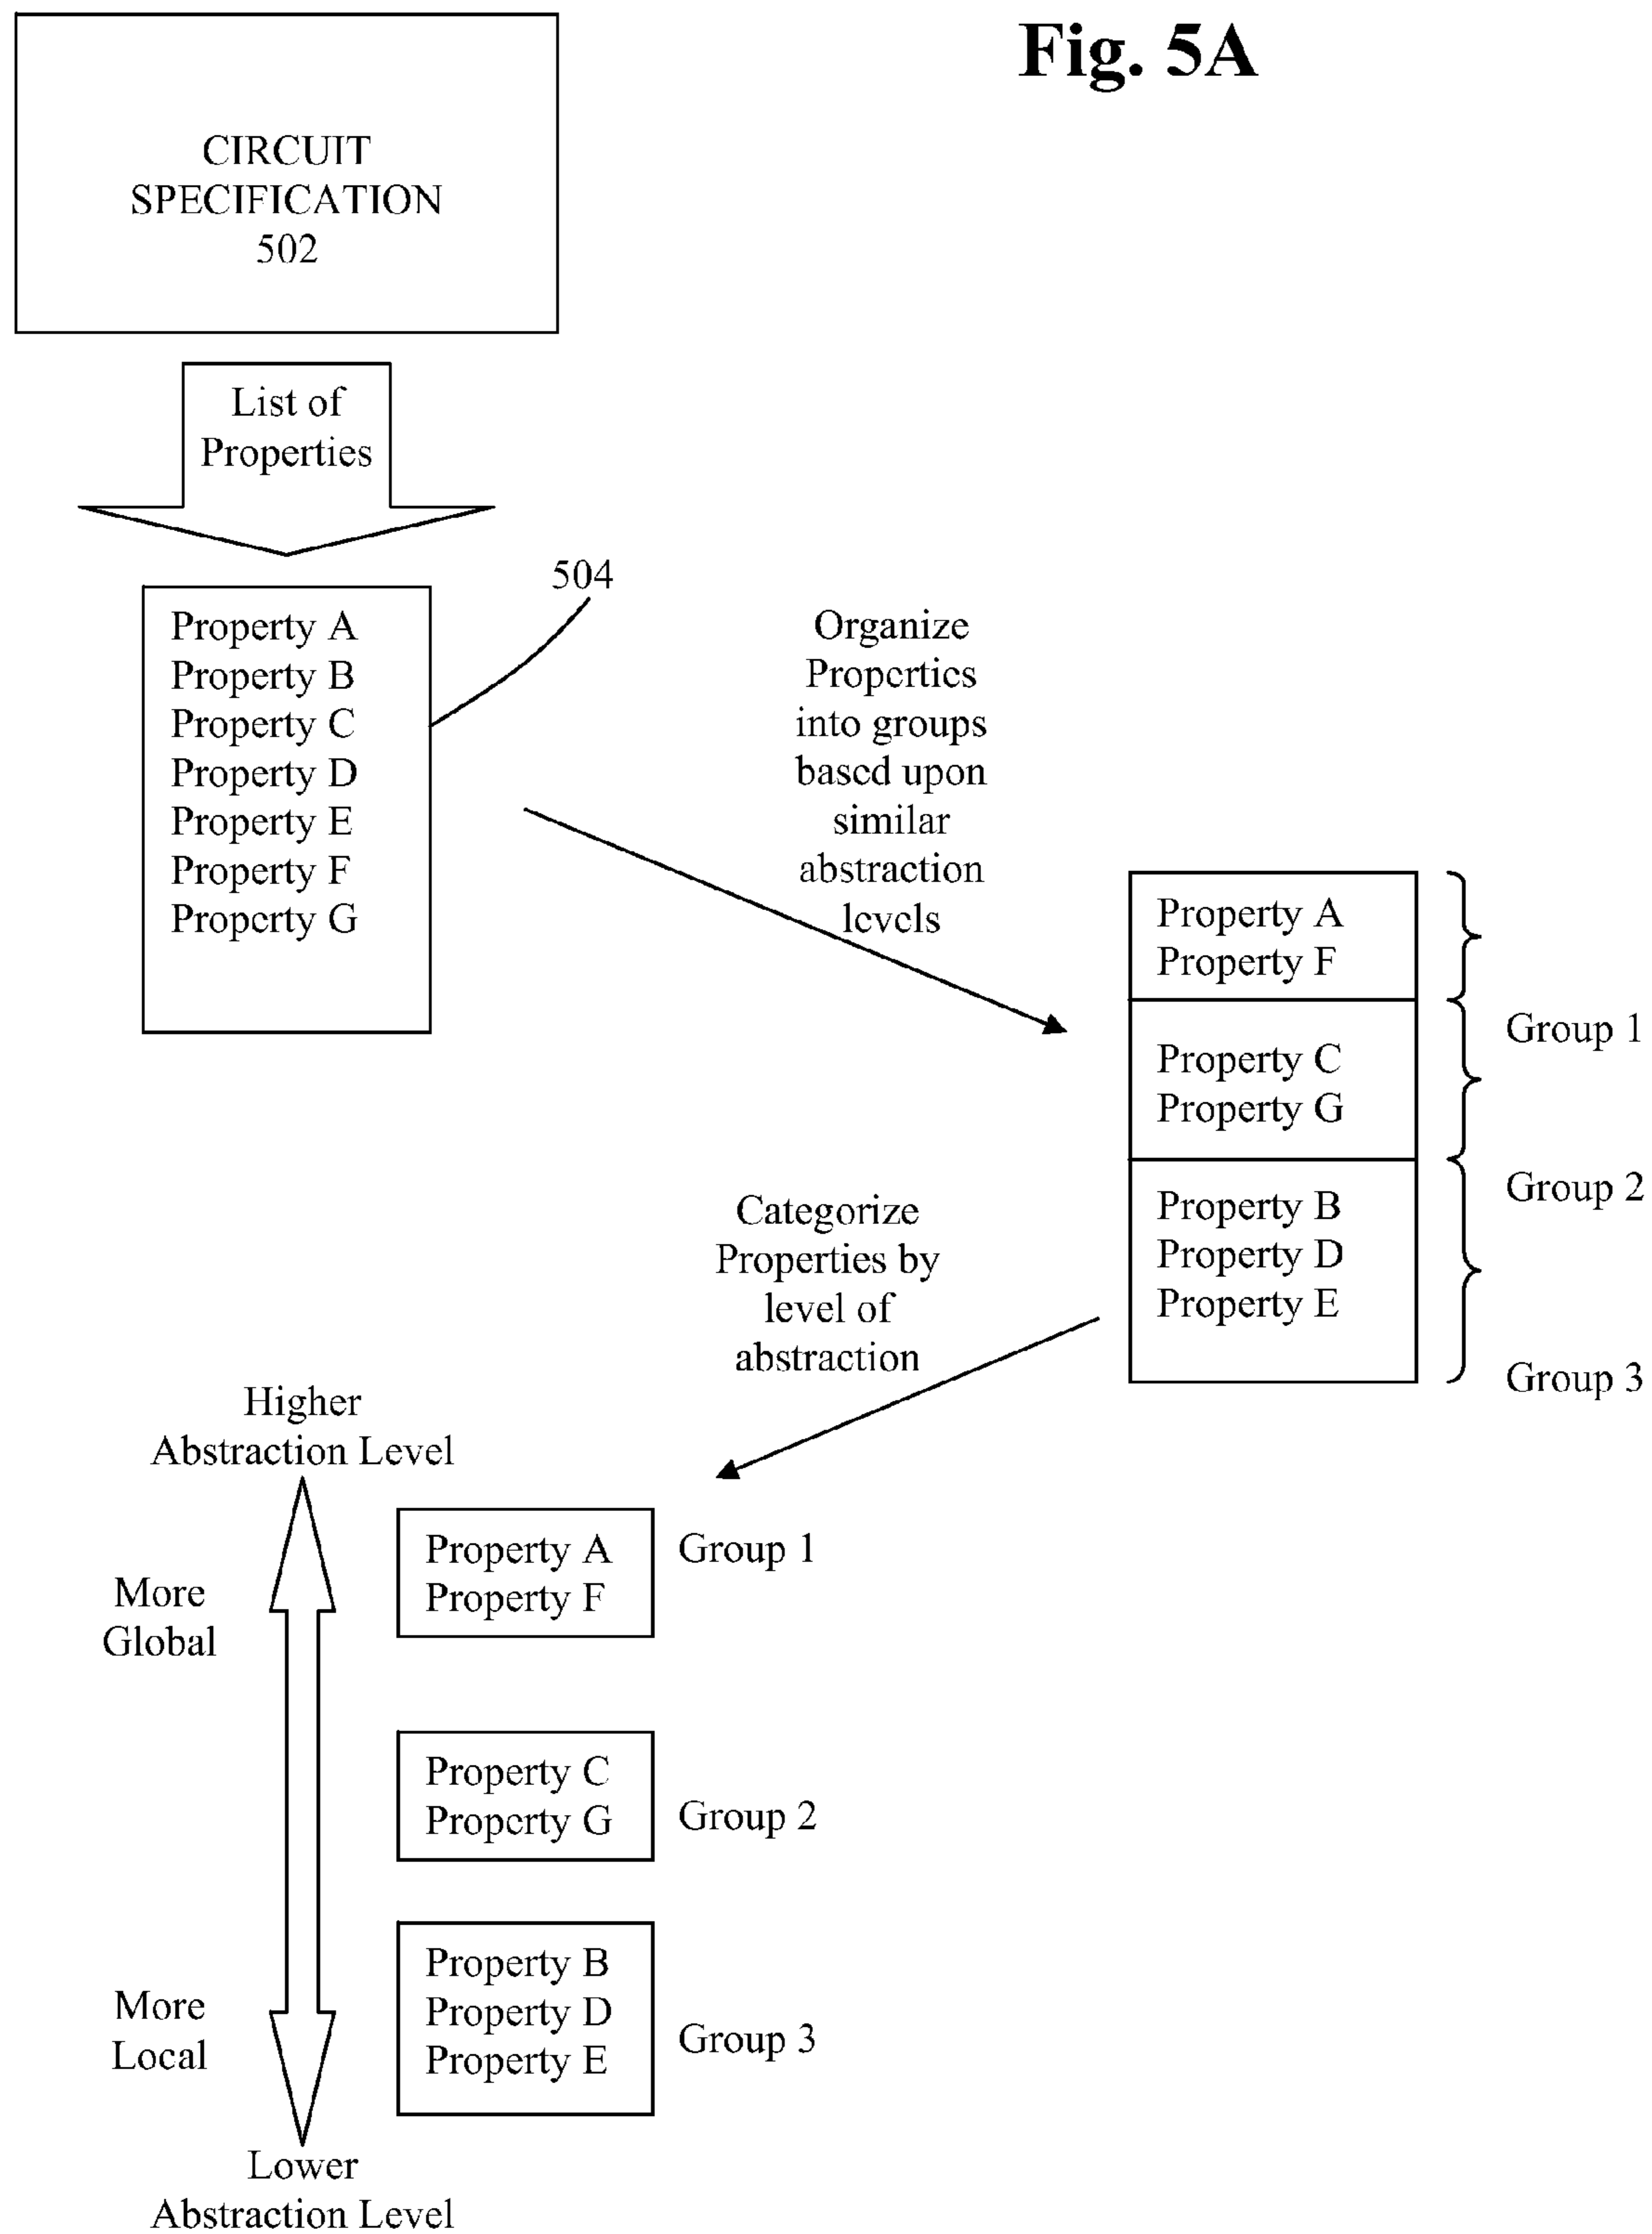 Fig. 5A
CIRCUIT
SPECIFICATION
502
List of
Properties
504
Property A
Property B
Property C
Property D
Property E
Property F
Property G
Organize
Properties
into groups
based upon
similar
abstraction
levels
Property A
Property F
Group 1
Property C
Property G
Group 2
Property B
Property D
Property E
Group 3
Categorize
Properties by
level of
abstraction
Higher
Abstraction Level
More
Global
Property A
Property F
Group 1
Property C
Property G
Group 2
More
Local
Property B
Property D
Property E
Group 3
Lower
Abstraction Level